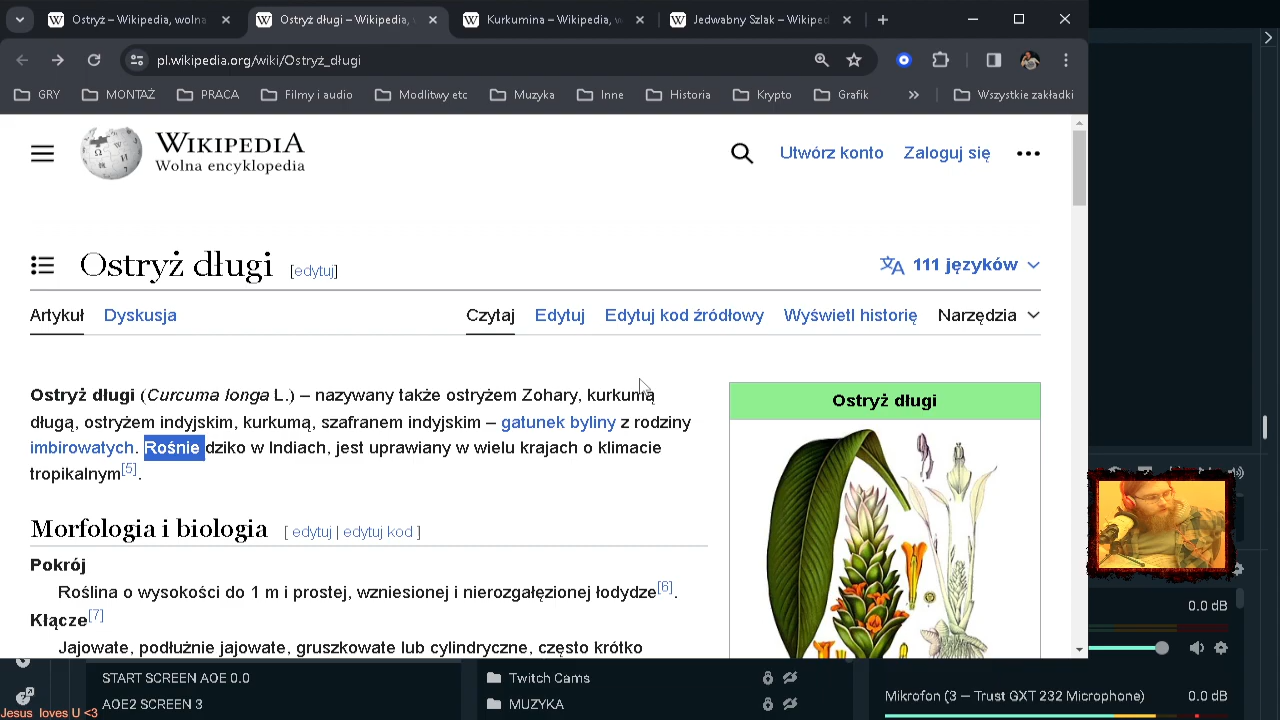 Ostryż – Wikipedia, wolna
Ostryż długi – Wikipedia,
Kurkumina – Wikipedia, w
Jedwabny Szlak – Wikiped
pl.wikipedia.org/wiki/Ostryż_długi
GRY
MONTAŻ
PRACA
Filmy i audio
Modlitwy etc
Muzyka
Inne
Historia
Krypto
Grafik
Wszystkie zakładki
WIKIPEDIA
Wolna encyklopedia
Utwórz konto
Zaloguj się
Ostryż długi [edytuj]
111 języków
Artykuł
Dyskusja
Czytaj
Edytuj
Edytuj kod źródłowy
Wyświetl historię
Narzędzia
Ostryż długi (Curcuma longa L.) – nazywany także ostryżem Zohary, kurkumą
długą, ostryżem indyjskim, kurkumą, szafranem indyjskim – gatunek byliny z rodziny
imbirowatych. Rośnie dziko w Indiach, jest uprawiany w wielu krajach o klimacie
tropikalnym[5].
Ostryż długi
Morfologia i biologia [ edytuj | edytuj kod ]
Pokrój
Roślina o wysokości do 1 m i prostej, wzniesionej i nierozgałęzionej łodydze[6].
Kłącze[7]
Jajowate, podłużnie jajowate, gruszkowate lub cylindryczne, często krótko
0.0 dB
START SCREEN AOE 0.0
AOE2 SCREEN 3
Twitch Cams
MUZYKA
Mikrofon (3 – Trust GXT 232 Microphone)
0.0 dB
Jesus loves U <3